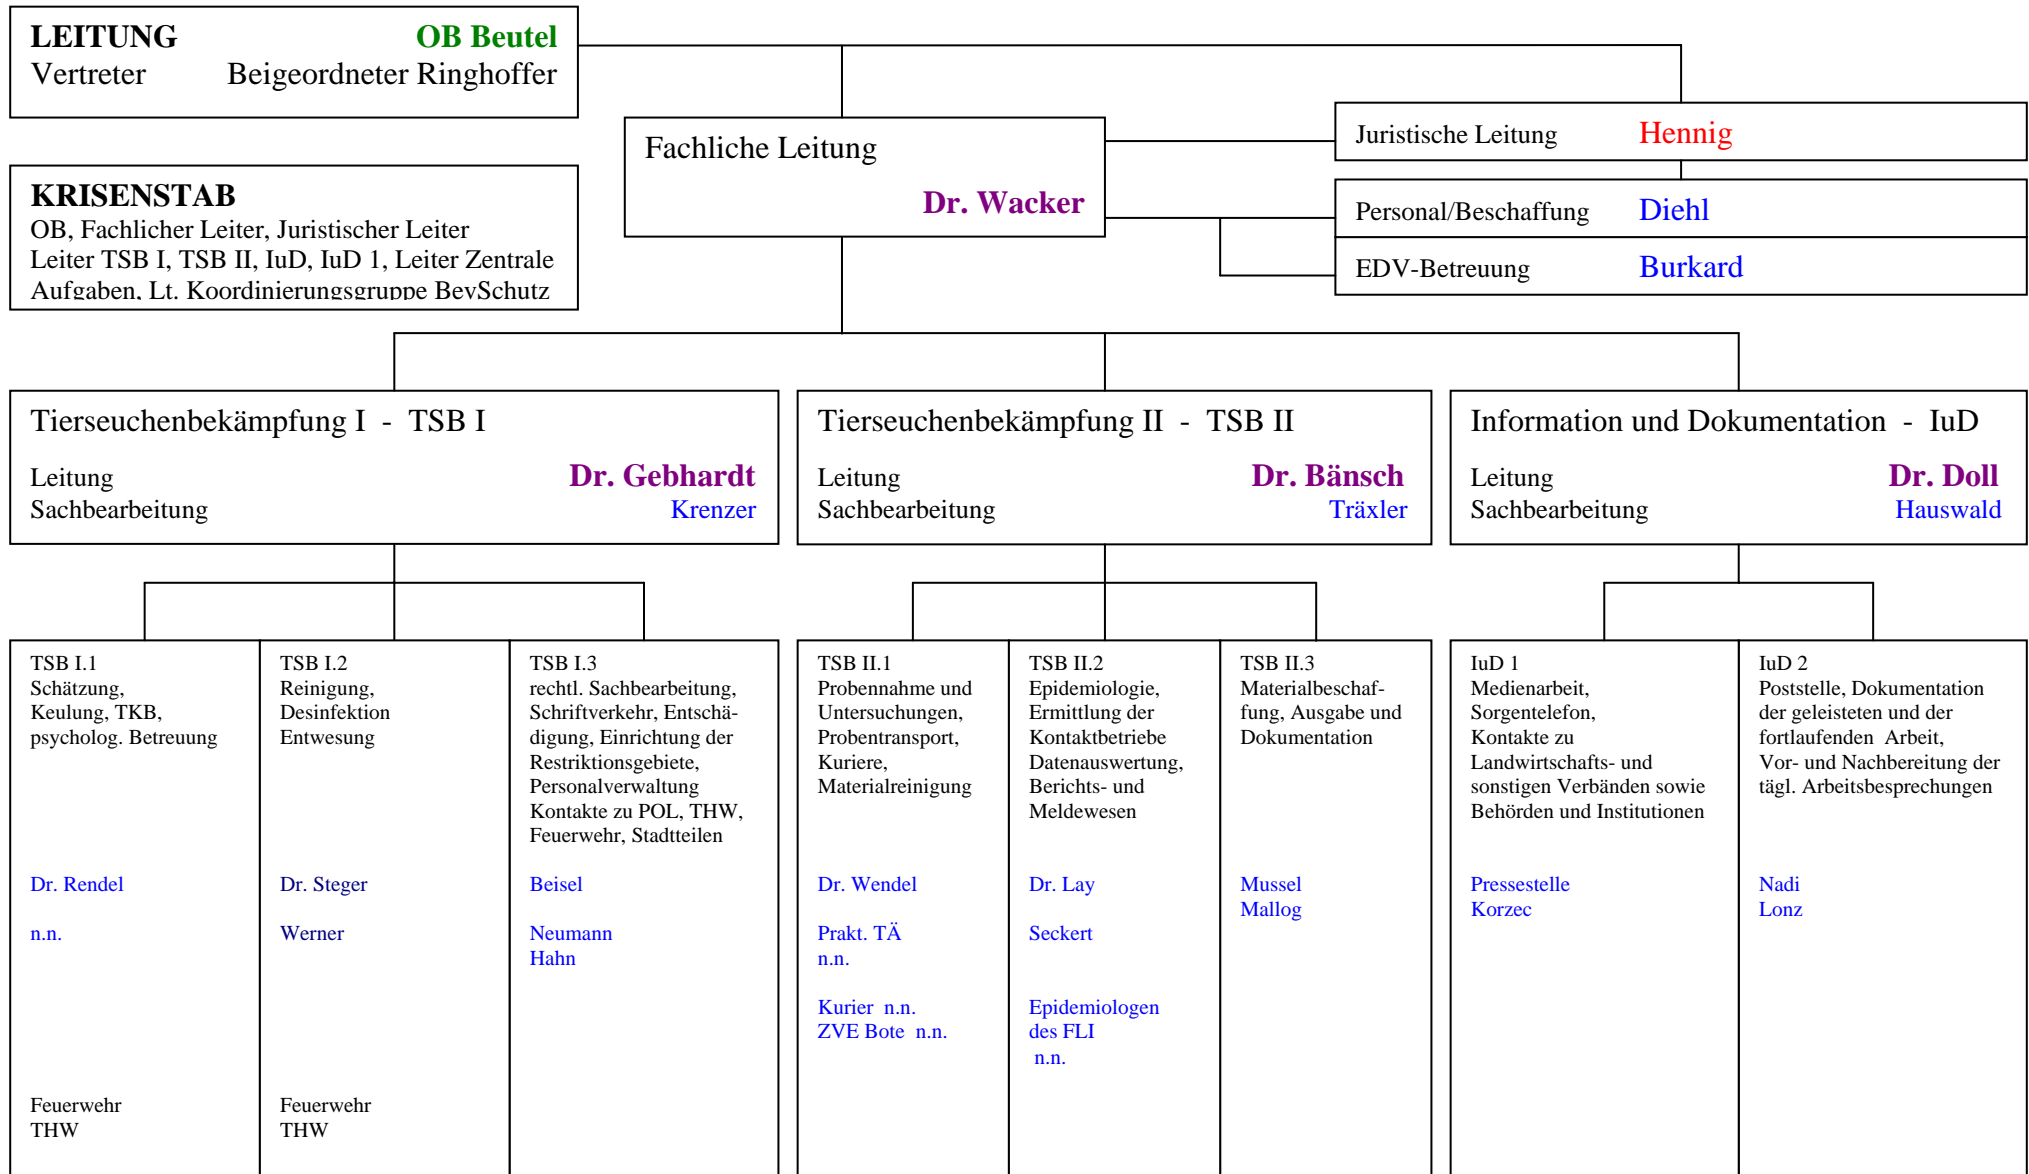 LEITUNG OB Beutel
Vertreter Beigeordneter Ringhoffer
KRISENSTAB
OB, Fachlicher Leiter, Juristischer Leiter
Leiter TSB I, TSB II, IuD, IuD 1, Leiter Zentrale
Aufgaben, Lt. Koordinierungsgruppe BevSchutz
Fachliche Leitung
Dr. Wacker
Juristische Leitung Hennig
Personal/Beschaffung Diehl
EDV-Betreuung Burkard
Tierseuchenbekämpfung I - TSB I
Leitung Dr. Gebhardt
Sachbearbeitung Krenzer
Tierseuchenbekämpfung II - TSB II
Leitung Dr. Bänsch
Sachbearbeitung Träxler
Information und Dokumentation - IuD
Leitung Dr. Doll
Sachbearbeitung Hauswald
TSB I.1
Schätzung,
Keulung, TKB,
psycholog. Betreuung
Dr. Rendel
n.n.
Feuerwehr
THW
TSB I.2
Reinigung,
Desinfektion
Entwesung
Dr. Steger
Werner
Feuerwehr
THW
TSB I.3
rechtl. Sachbearbeitung,
Schriftverkehr, Entschä-
digung, Einrichtung der
Restriktionsgebiete,
Personalverwaltung
Kontakte zu POL, THW,
Feuerwehr, Stadtteilen
Beisel
Neumann
Hahn
TSB II.1
Probennahme und
Untersuchungen,
Probentransport,
Kuriere,
Materialreinigung
Dr. Wendel
Prakt. TÄ
n.n.
Kurier n.n.
ZVE Bote n.n.
TSB II.2
Epidemiologie,
Ermittlung der
Kontaktbetriebe
Datenauswertung,
Berichts- und
Meldewesen
Dr. Lay
Seckert
Epidemiologen
des FLI
n.n.
TSB II.3
Materialbeschaf-
fung, Ausgabe und
Dokumentation
Mussel
Mallog
IuD 1
Medienarbeit,
Sorgentelefon,
Kontakte zu
Landwirtschafts- und
sonstigen Verbänden sowie
Behörden und Institutionen
Pressestelle
Korzec
IuD 2
Poststelle, Dokumentation
der geleisteten und der
fortlaufenden Arbeit,
Vor- und Nachbereitung der
tägl. Arbeitsbesprechungen
Nadi
Lonz